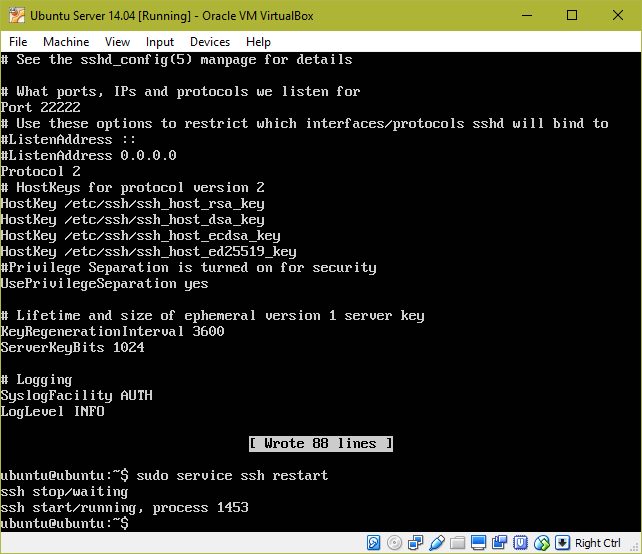 Ubuntu Server 14.04 [Running] - Oracle VM VirtualBox
File Machine View Input Devices Help
# See the sshd_config(5) manpage for details
# What ports, IPs and protocols we listen for
Port 22222
# Use these options to restrict which interfaces/protocols sshd will bind to
#ListenAddress ::
#ListenAddress 0.0.0.0
Protocol 2
# HostKeys for protocol version 2
HostKey /etc/ssh/ssh_host_rsa_key
HostKey /etc/ssh/ssh_host_dsa_key
HostKey /etc/ssh/ssh_host_ecdsa_key
HostKey /etc/ssh/ssh_host_ed25519_key
#Privilege Separation is turned on for security
UsePrivilegeSeparation yes
# Lifetime and size of ephemeral version 1 server key
KeyRegenerationInterval 3600
ServerKeyBits 1024
# Logging
SyslogFacility AUTH
LogLevel INFO
[ Wrote 88 lines ]
ubuntu@ubuntu:~$ sudo service ssh restart
ssh stop/waiting
ssh start/running, process 1453
ubuntu@ubuntu:~$
Right Ctrl